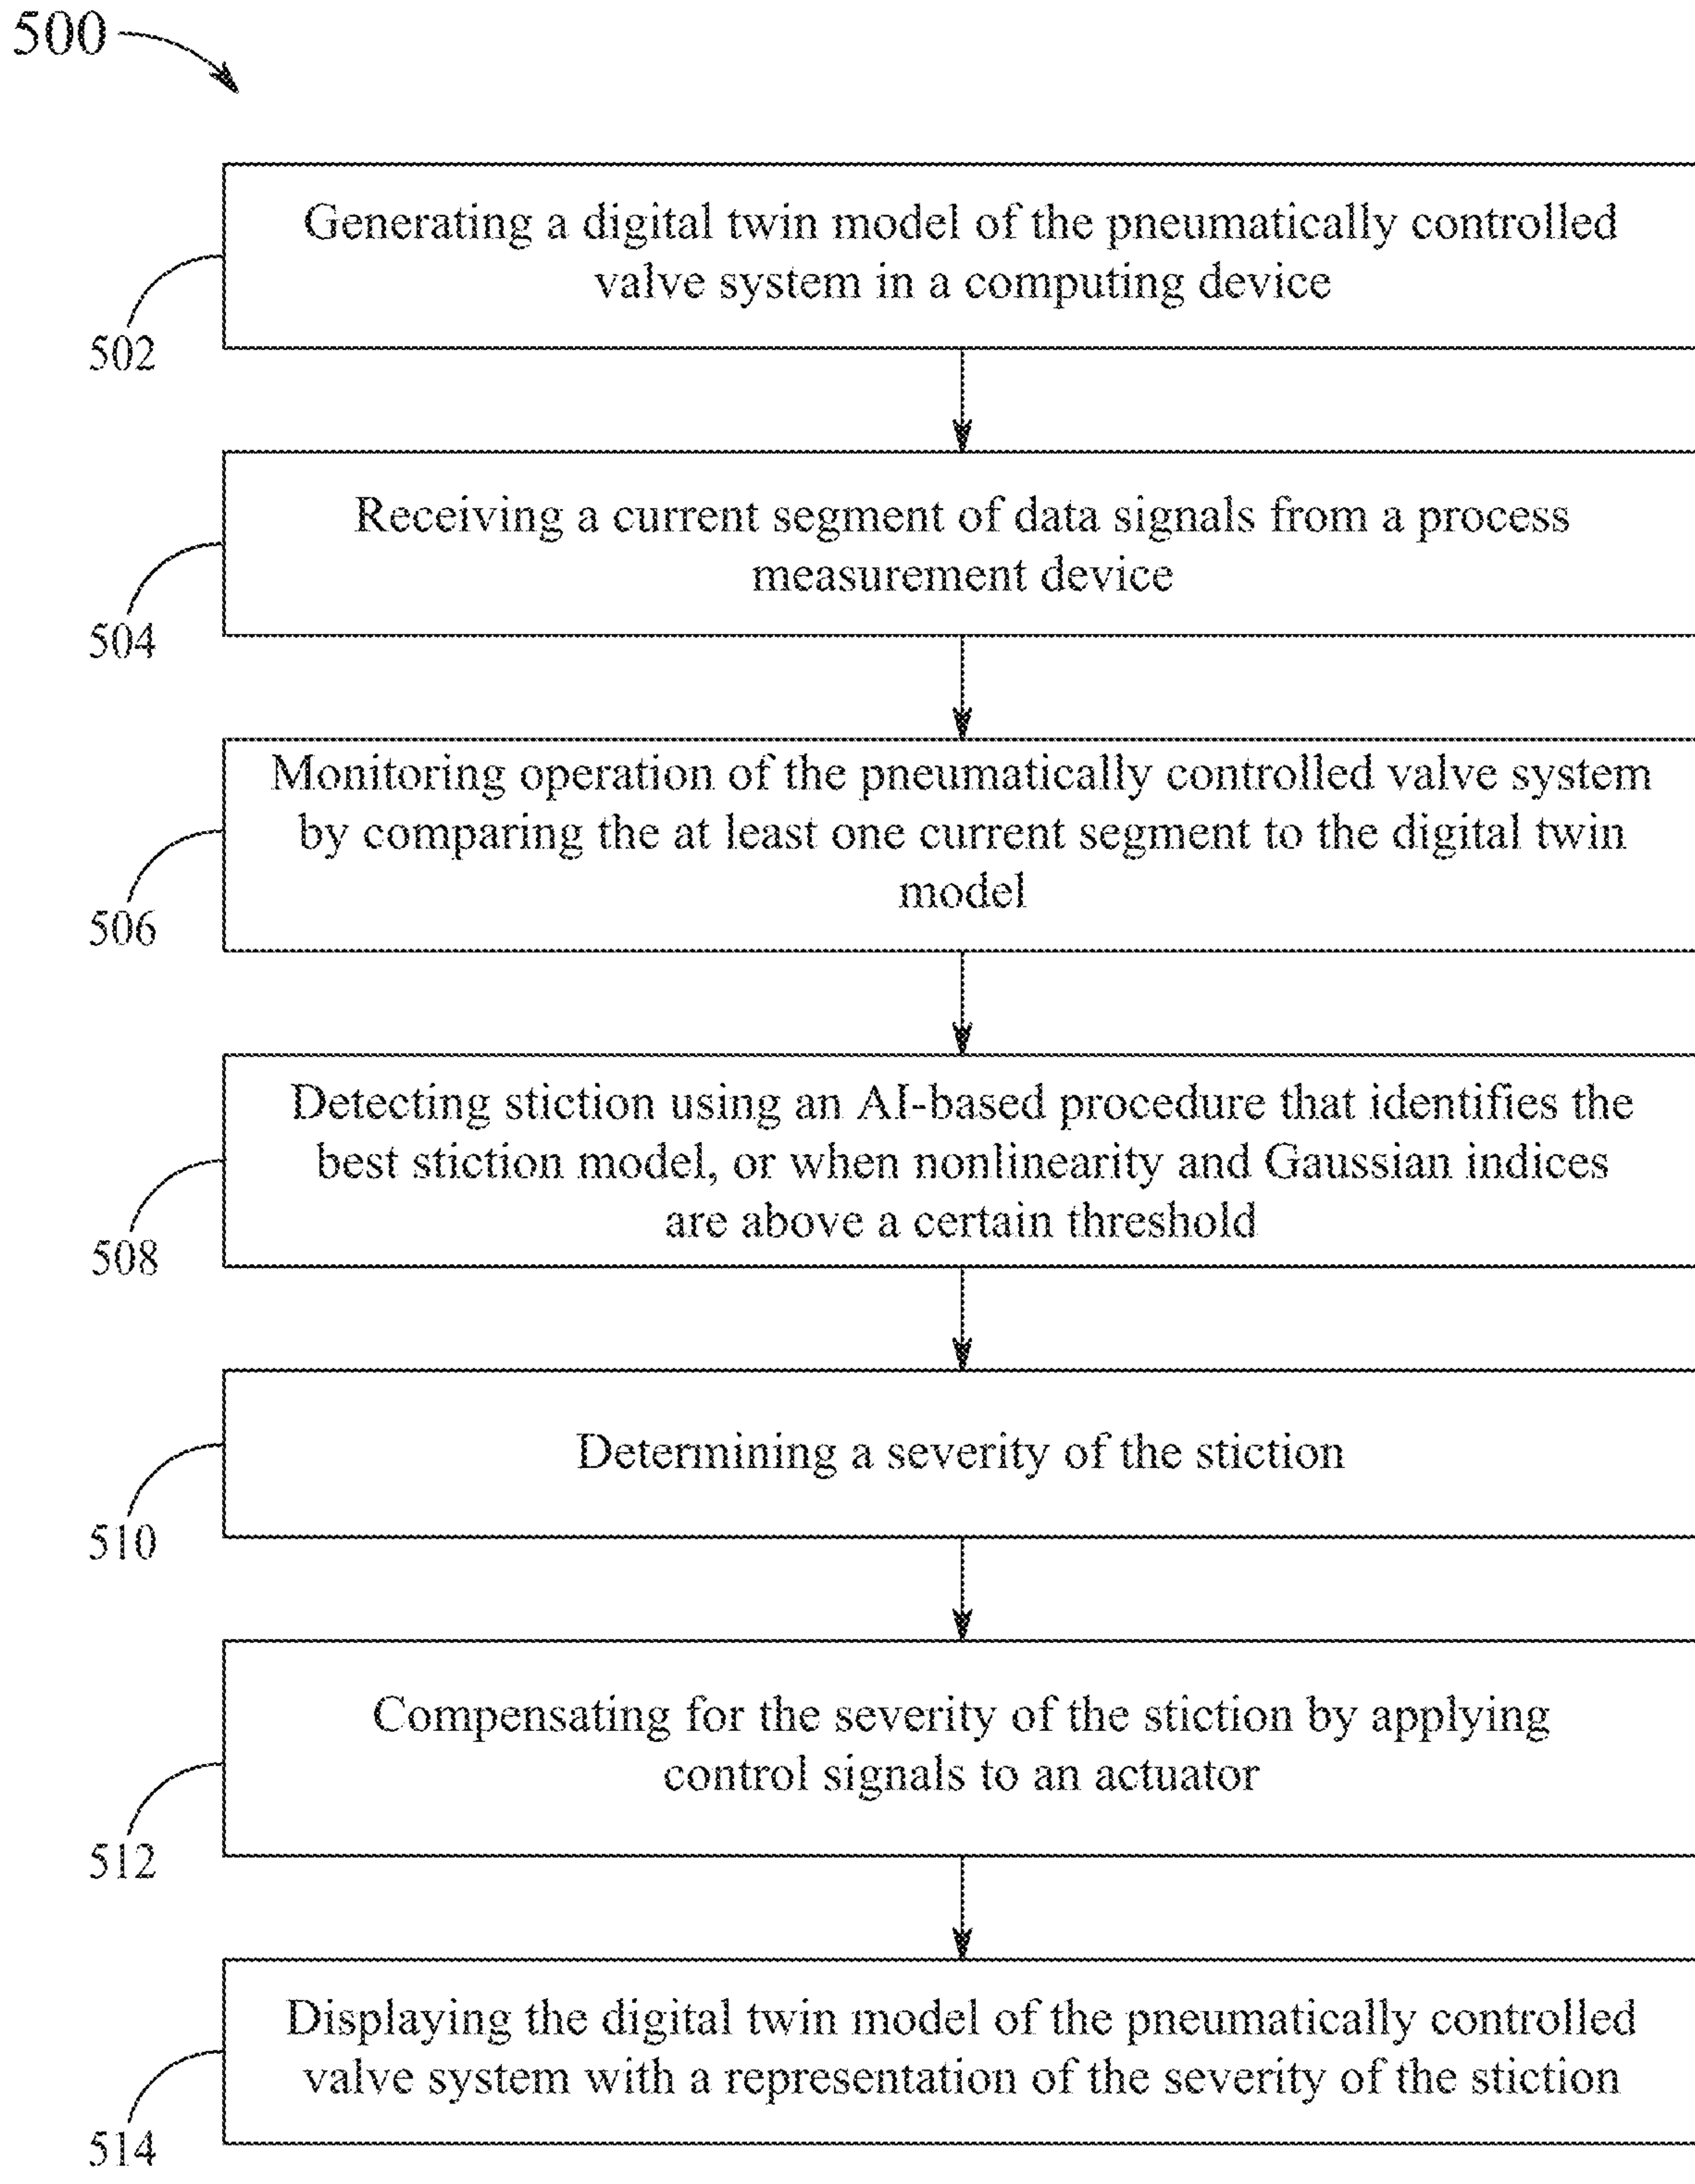 500
Generating a digital twin model of the pneumatically controlled
valve system in a computing device
502
Receiving a current segment of data signals from a process
measurement device
504
Monitoring operation of the pneumatically controlled valve system
by comparing the at least one current segment to the digital twin
model
506
Detecting stiction using an AI-based procedure that identifies the
best stiction model, or when nonlinearity and Gaussian indices
are above a certain threshold
508
Determining a severity of the stiction
510
Compensating for the severity of the stiction by applying
control signals to an actuator
512
Displaying the digital twin model of the pneumatically controlled
valve system with a representation of the severity of the stiction
514